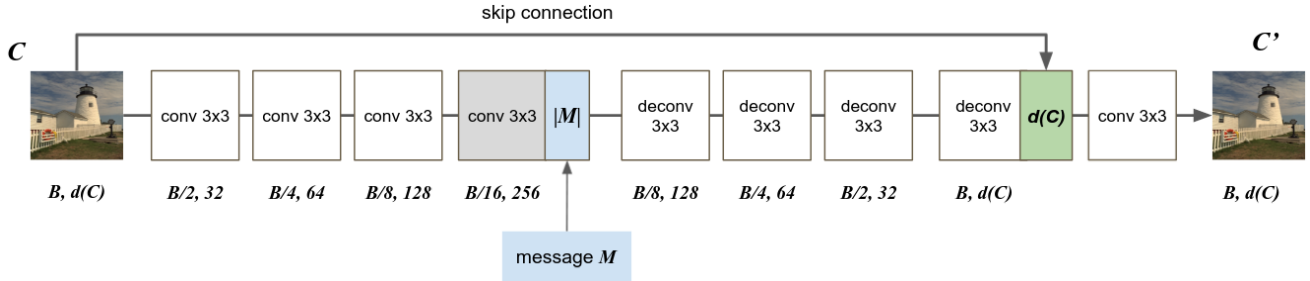 skip connection
C
C’
conv 3x3
conv 3x3
conv 3x3
conv 3x3
|M|
deconv
3x3
deconv
3x3
deconv
3x3
deconv
3x3
d(C)
conv 3x3
B, d(C)
B/2, 32
B/4, 64
B/8, 128
B/16, 256
B/8, 128
B/4, 64
B/2, 32
B, d(C)
B, d(C)
message M